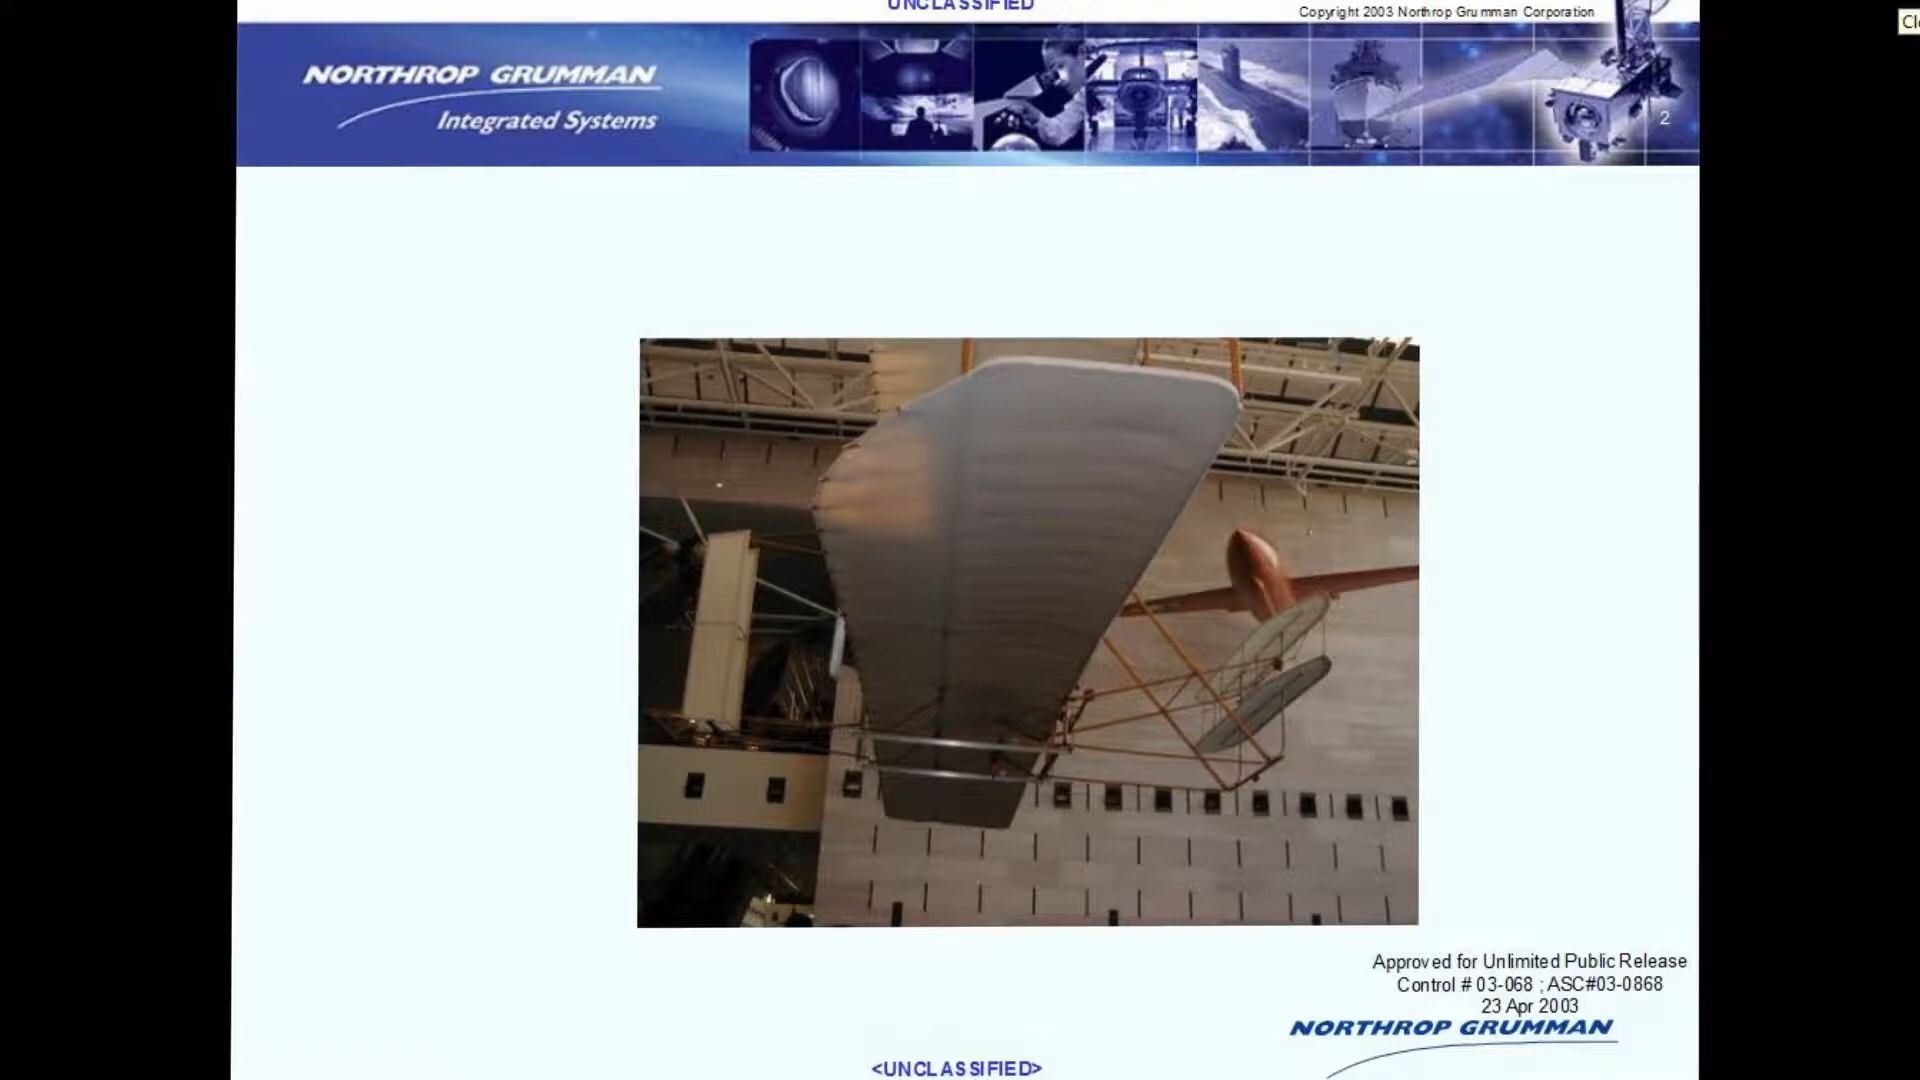 UNCLASSIFIED
Copyright 2003 Northrop Grumman Corporation
NORTHROP GRUMMAN
Integrated Systems
2
Approved for Unlimited Public Release
Control # 03-068 ; ASC#03-0868
23 Apr 2003
NORTHROP GRUMMAN
<UNCLASSIFIED>